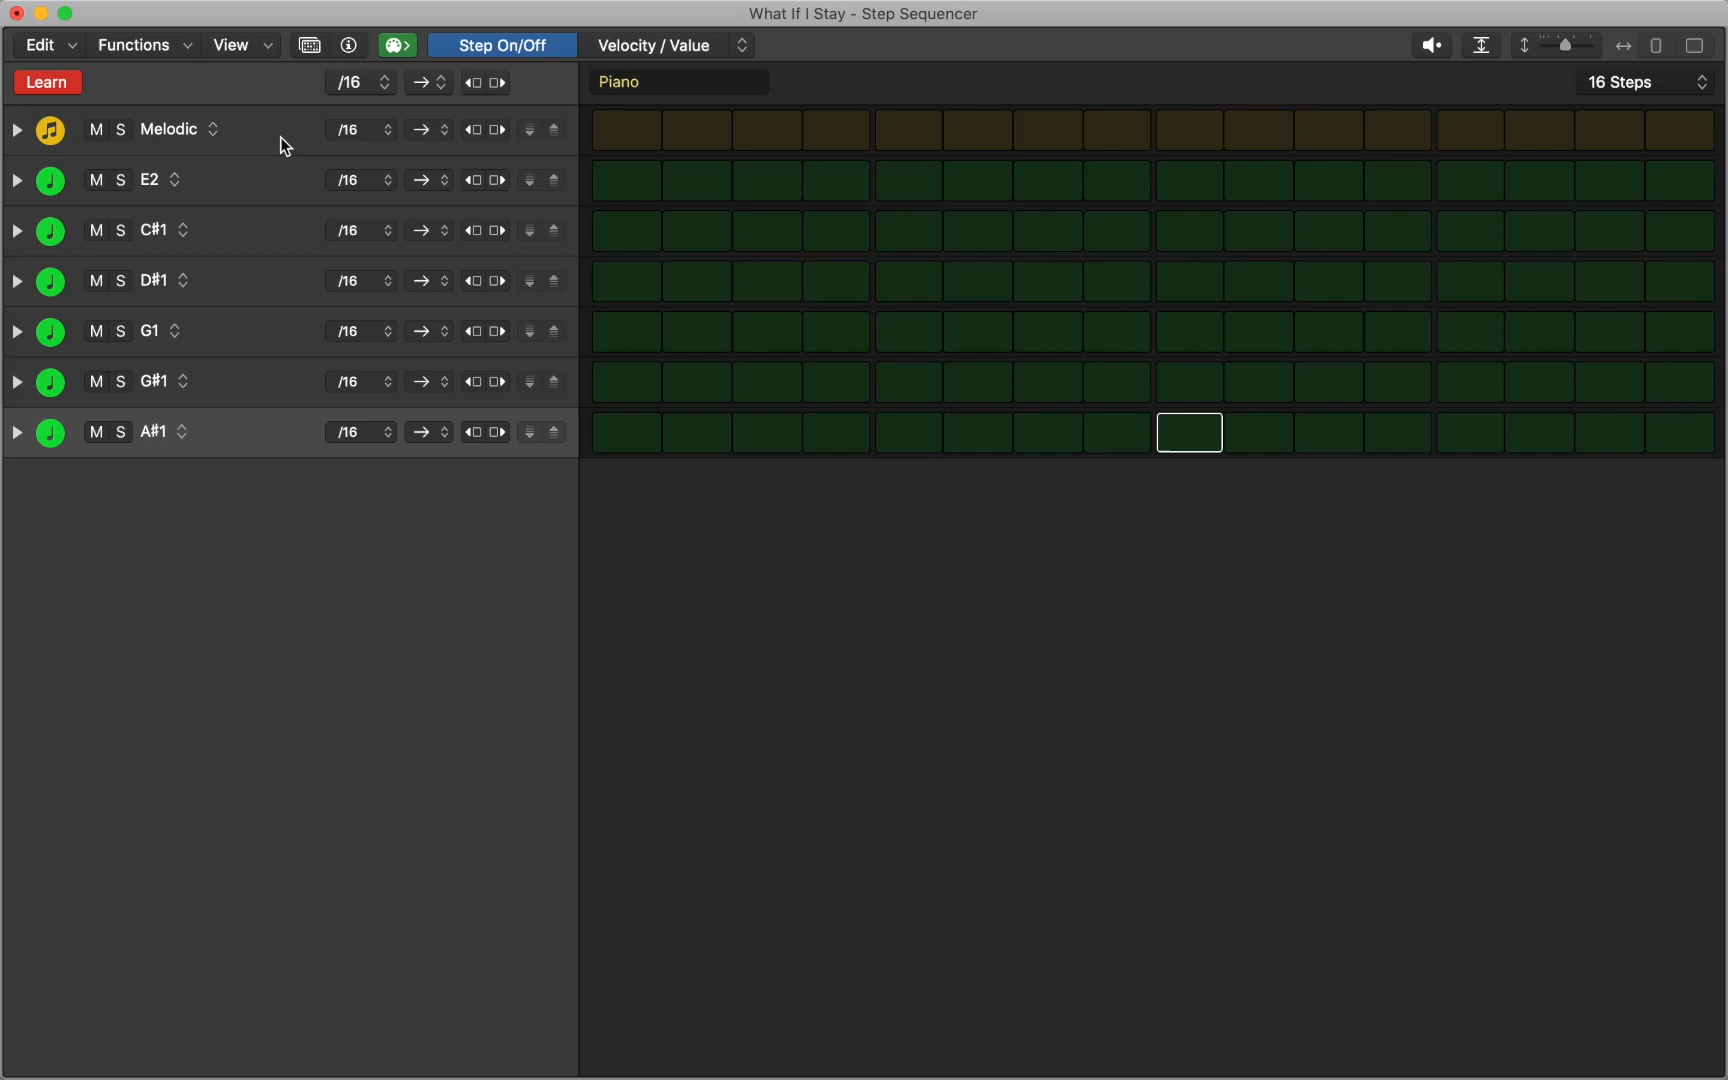 What If I Stay - Step Sequencer
Edit Functions View Step On/Off Velocity / Value
Learn /16 Piano 16 Steps
M S Melodic /16
M S E2 /16
M S C#1 /16
M S D#1 /16
M S G1 /16
M S G#1 /16
M S A#1 /16